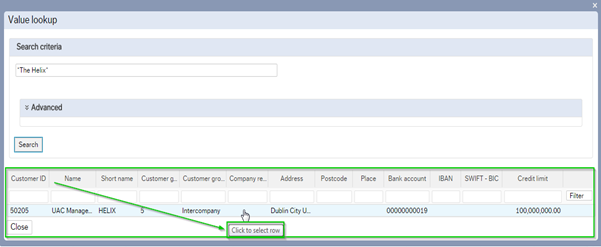 x
Value lookup
Search criteria
"The Helix"
Advanced
Search
Customer ID Name Short name Customer g... Customer gro... Company re... Address Postcode Place Bank account IBAN SWIFT - BIC Credit limit
Filter
50205 UAC Manage... HELIX 5 Intercompany Dublin City U... 00000000019 100,000,000.00
Close Click to select row